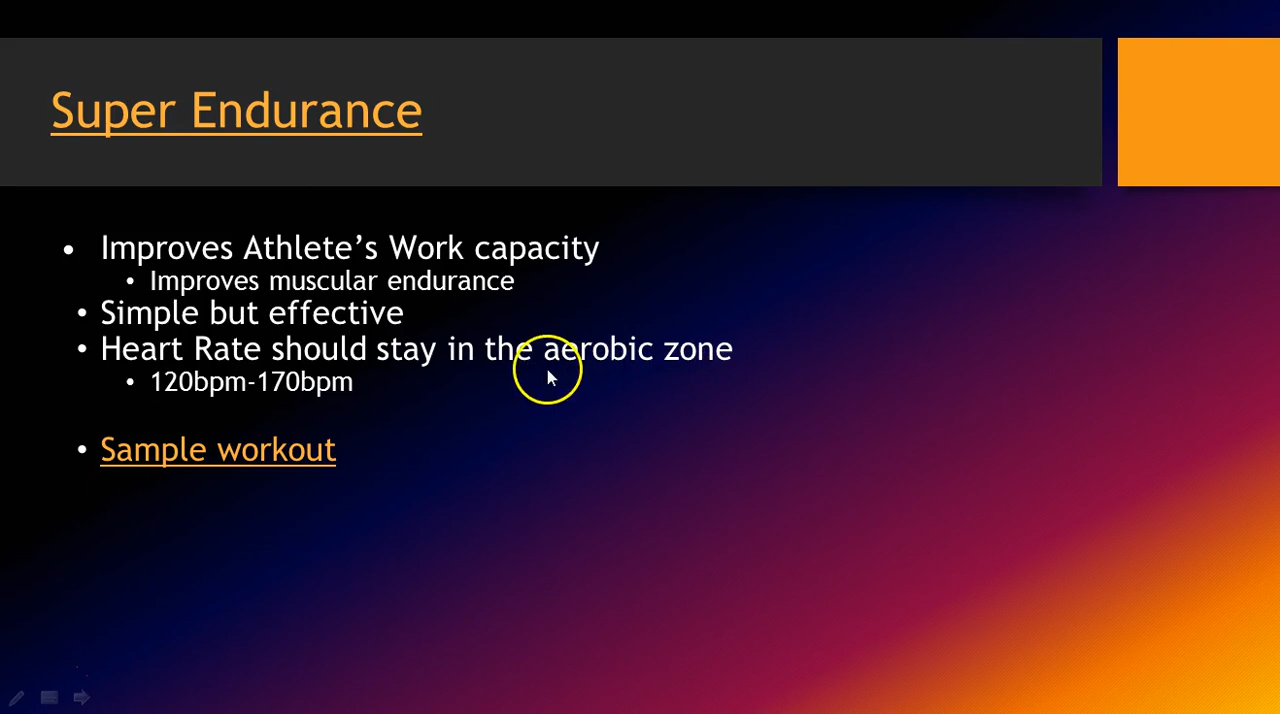 Super Endurance
• Improves Athlete’s Work capacity
• Improves muscular endurance
• Simple but effective
• Heart Rate should stay in the aerobic zone
• 120bpm-170bpm
• Sample workout